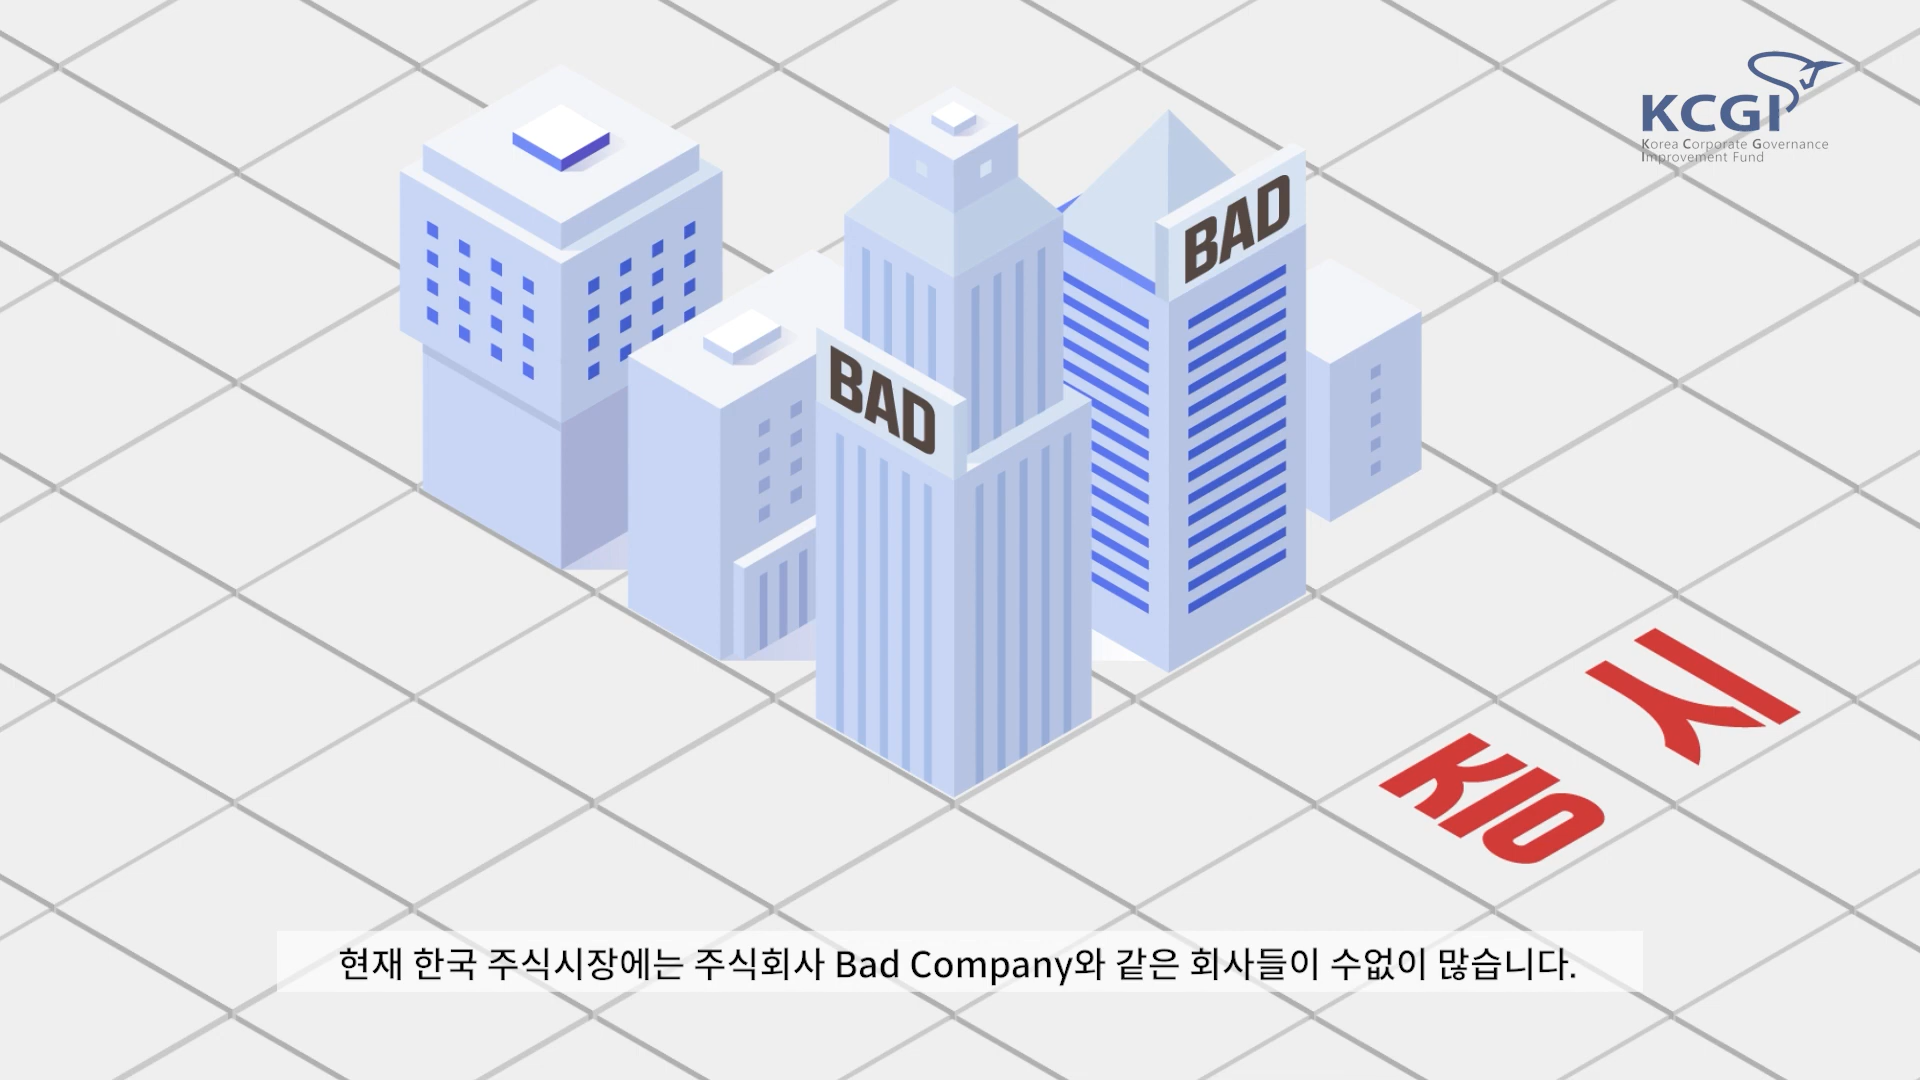 KCGI
Korea Corporate Governance
Improvement Fund
BAD
BAD
현재 한국 주식시장에는 주식회사 Bad Company와 같은 회사들이 수없이 많습니다.